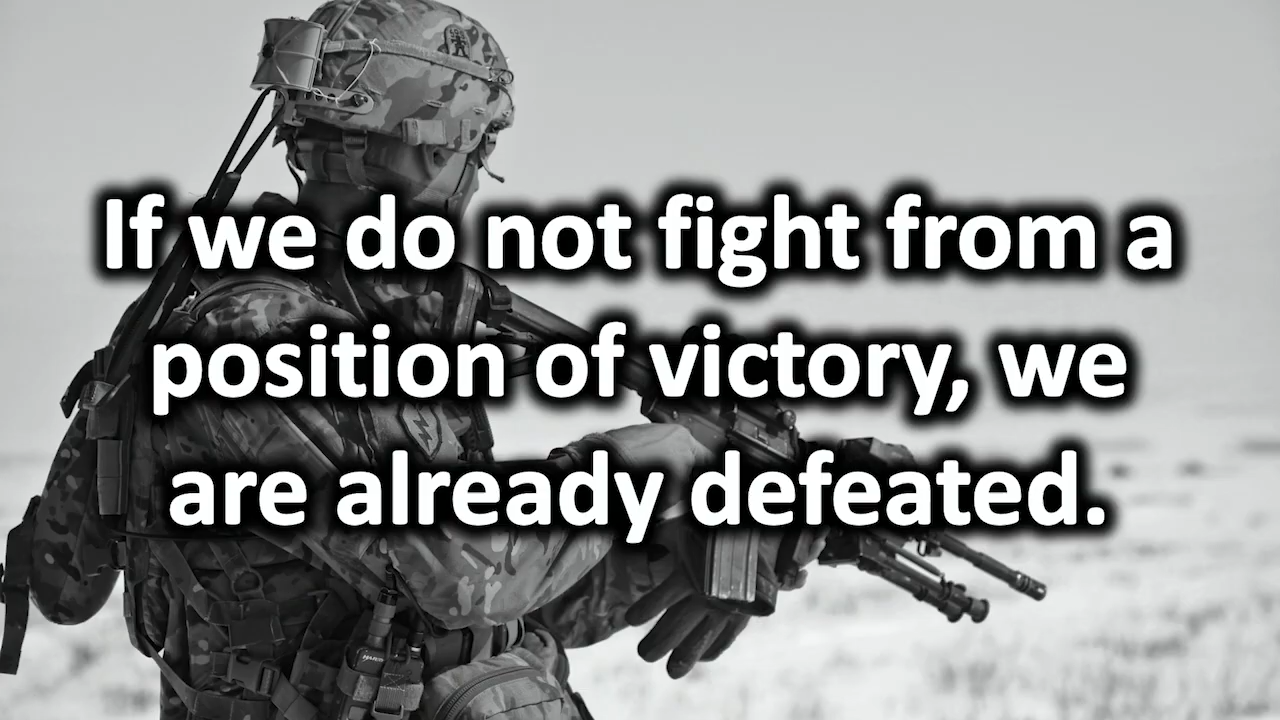 If we do not fight from a
position of victory, we
are already defeated.